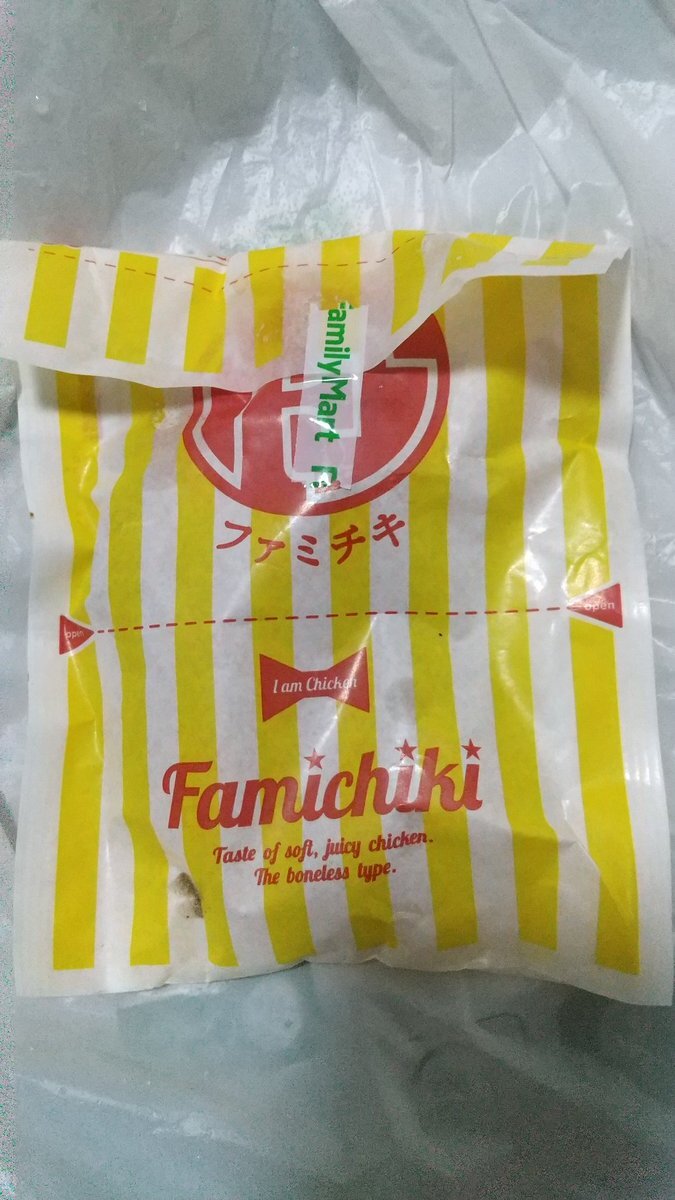 FamilyMart
ファミチキ
open
open
I am Chicken
Famichiki
Taste of soft, juicy chicken.
The boneless type.